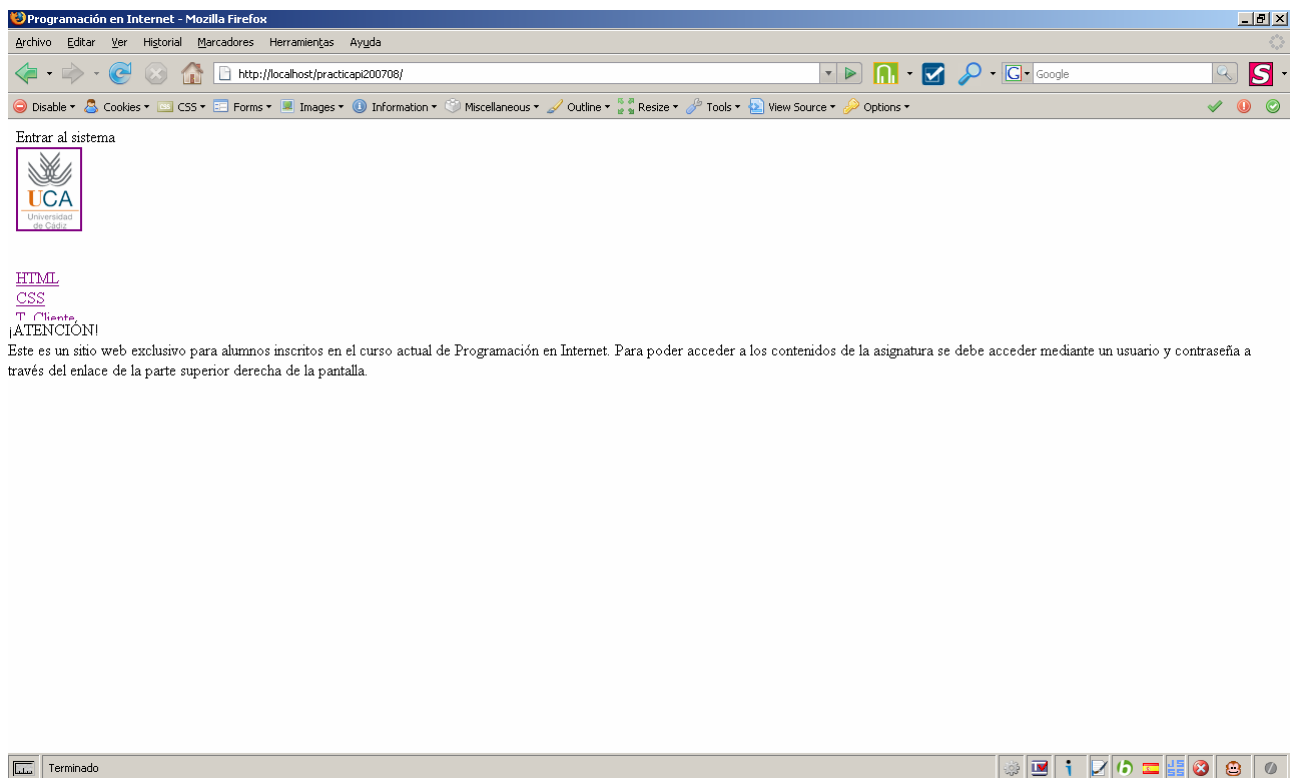 Programación en Internet - Mozilla Firefox
Archivo Editar Ver Historial Marcadores Herramientas Ayuda
http://localhost/practicapi200708/ G Google S
Disable Cookies CSS Forms Images Information Miscellaneous Outline Resize Tools View Source Options
Entrar al sistema
UCA
Universidad
de Cádiz
HTML
CSS
T. Cliente
¡ATENCIÓN!
Este es un sitio web exclusivo para alumnos inscritos en el curso actual de Programación en Internet. Para poder acceder a los contenidos de la asignatura se debe acceder mediante un usuario y contraseña a
través del enlace de la parte superior derecha de la pantalla.
Terminado